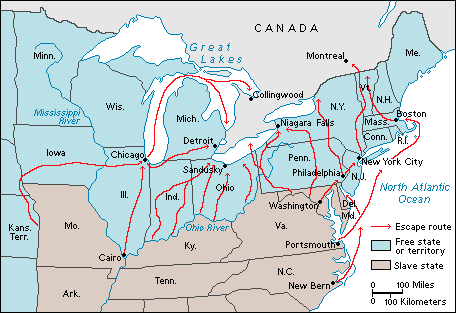 CANADA
Great
Lakes
Montreal
Me.
Minn.
Vt.
N.H.
Collingwood
Wis.
Mich.
N.Y.
Boston
Mississippi
River
Niagara Falls
Mass.
Conn.
R.I.
Detroit
Iowa
Chicago
Sandusky
Penn.
New York City
Philadelphia
N.J.
Ill.
Ind.
Ohio
North Atlantic
Ocean
Washington
Del.
Md.
Kans.
Terr.
Mo.
Ohio River
Va.
Portsmouth
Ky.
Cairo
N.C.
Tenn.
New Bern
Ark.
Escape route
Free state
or territory
Slave state
0 100 Miles
0 100 Kilometers